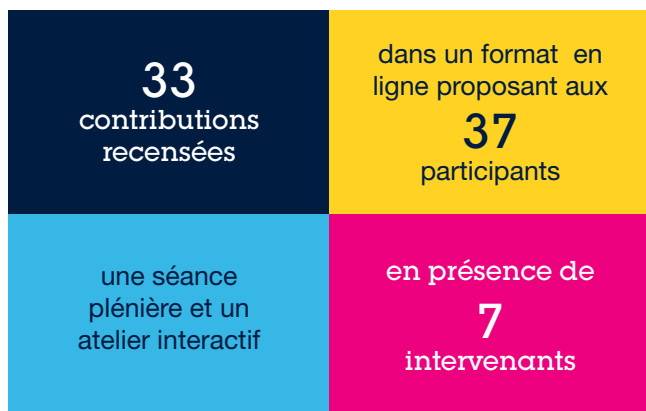 33
contributions
recensées
dans un format en
ligne proposant aux
37
participants
une séance
plénière et un
atelier interactif
en présence de
7
intervenants